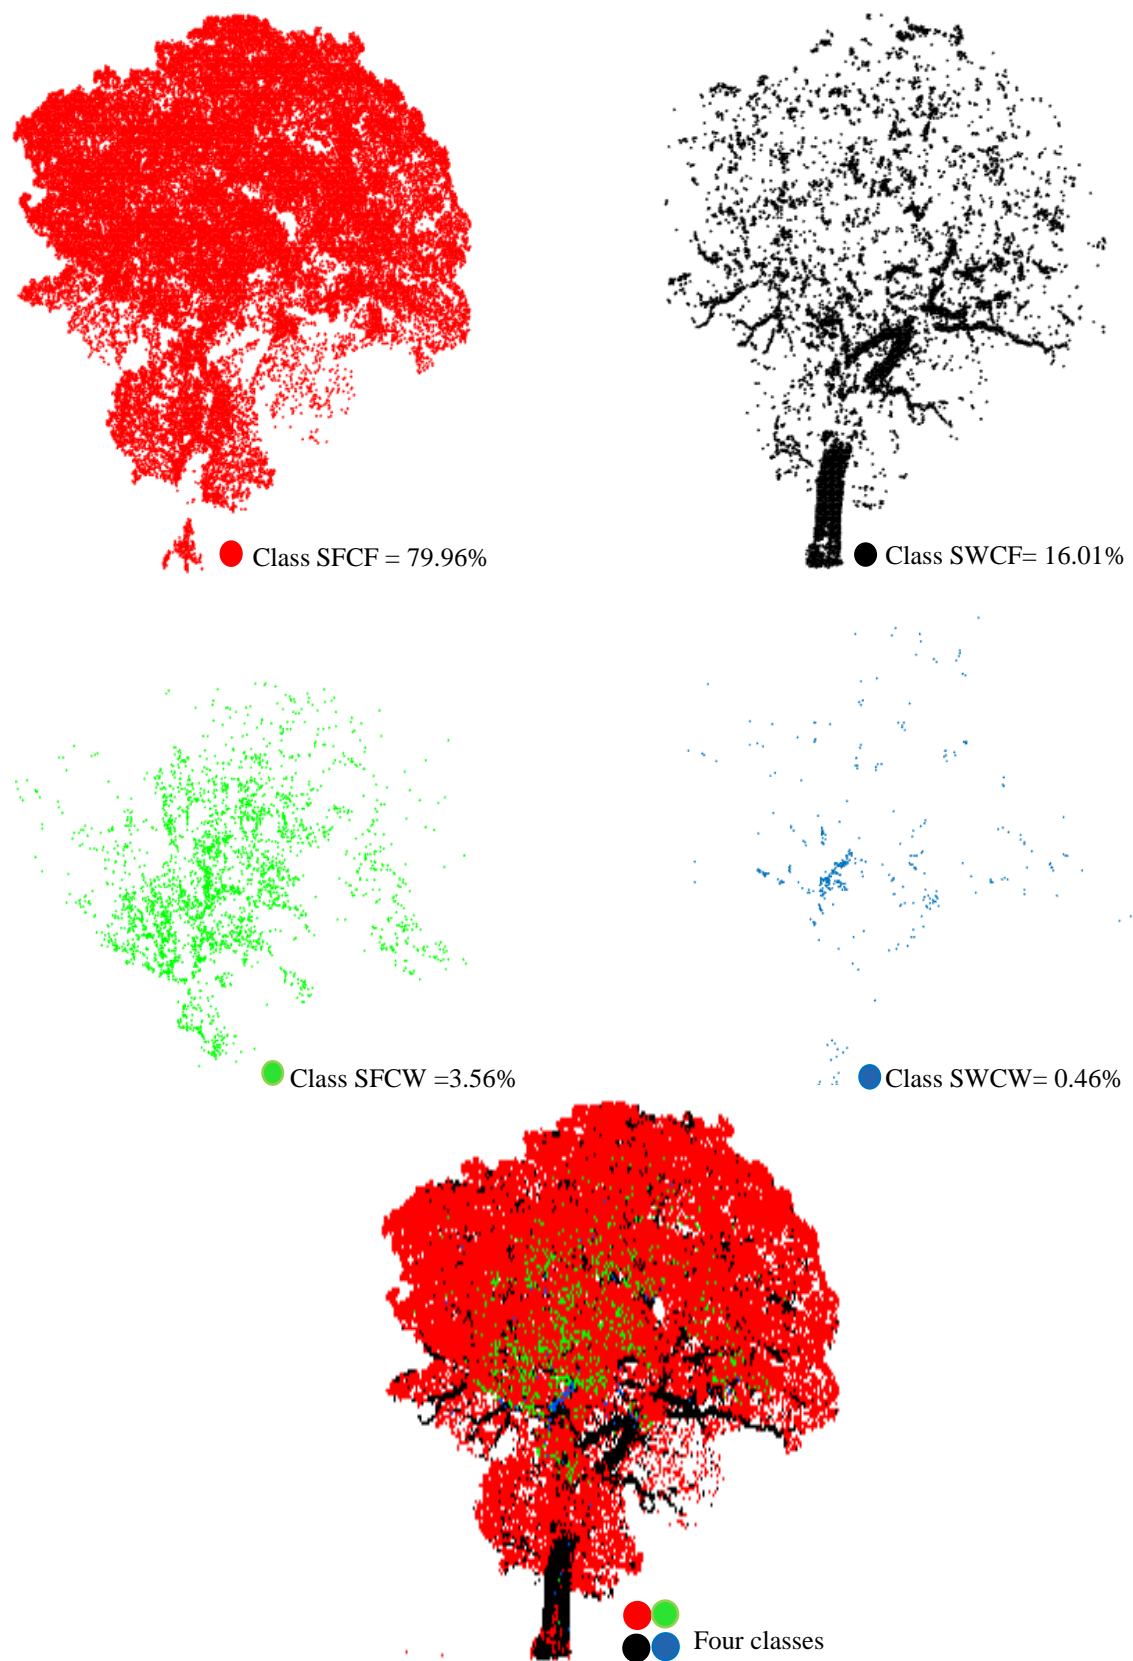 Class SFCF = 79.96%
Class SWCF= 16.01%
Class SFCW =3.56%
Class SWCW= 0.46%
Four classes